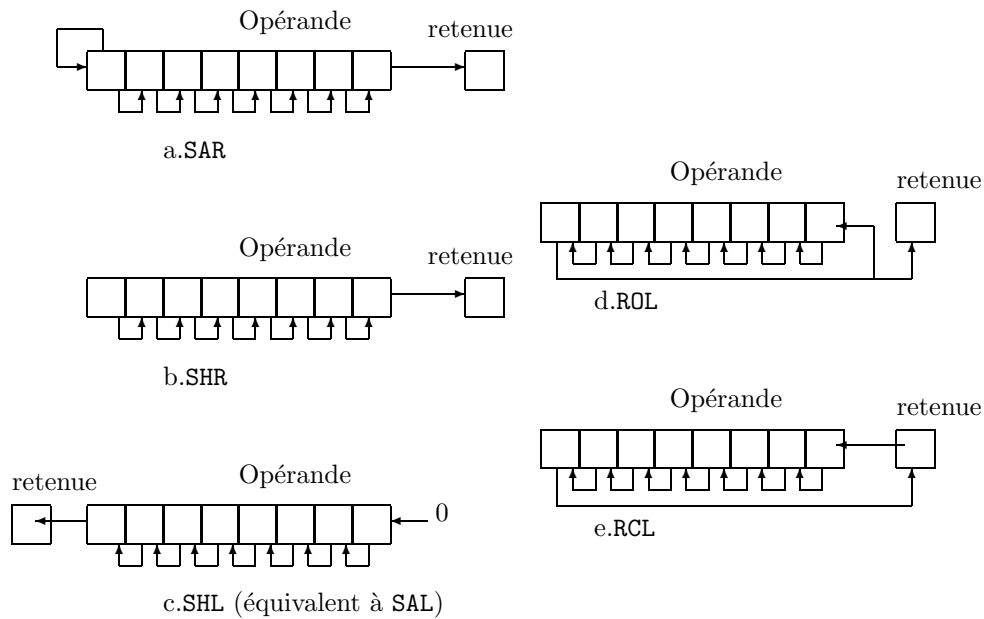 Opérande
retenue
a.SAR
Opérande
retenue
b.SHR
retenue
Opérande
0
c.SHL (équivalent à SAL)
Opérande
retenue
d.ROL
Opérande
retenue
e.RCL